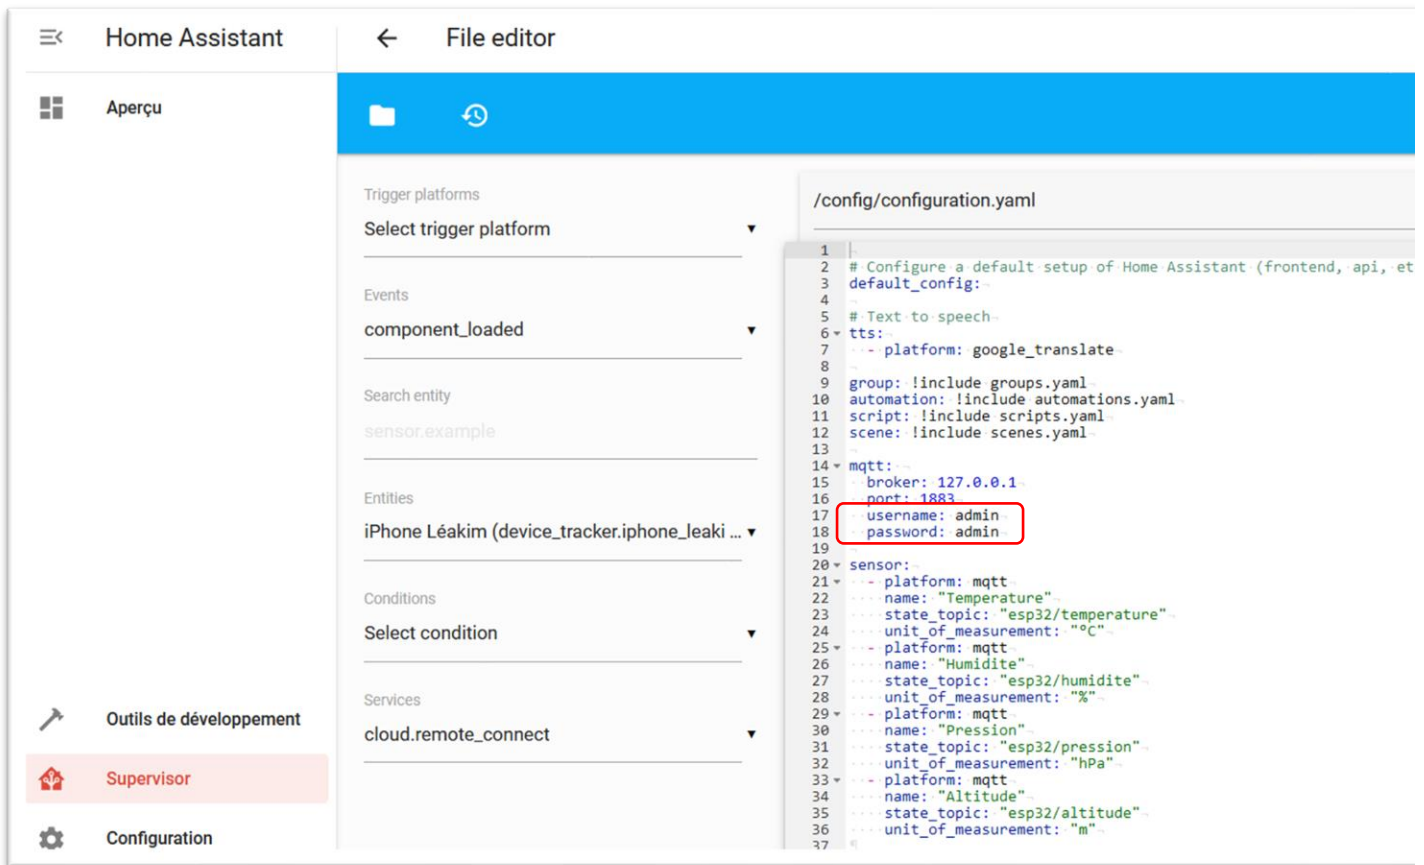 Home Assistant
File editor
Aperçu
Trigger platforms
Select trigger platform
Events
component_loaded
Search entity
sensor.example
Entities
iPhone Léakim (device_tracker.iphone_leaki ...
Conditions
Select condition
Services
cloud.remote_connect
Outils de développement
Supervisor
Configuration
/config/configuration.yaml
1
2 # Configure a default setup of Home Assistant (frontend, api, et
3 default_config:
4
5 # Text to speech
6 tts:
7   - platform: google_translate
8
9 group: !include groups.yaml
10 automation: !include automations.yaml
11 script: !include scripts.yaml
12 scene: !include scenes.yaml
13
14 mqtt:
15   broker: 127.0.0.1
16   port: 1883
17   username: admin
18   password: admin
19
20 sensor:
21   - platform: mqtt
22     name: "Temperature"
23     state_topic: "esp32/temperature"
24     unit_of_measurement: "°C"
25   - platform: mqtt
26     name: "Humidite"
27     state_topic: "esp32/humidite"
28     unit_of_measurement: "%"
29   - platform: mqtt
30     name: "Pression"
31     state_topic: "esp32/pression"
32     unit_of_measurement: "hPa"
33   - platform: mqtt
34     name: "Altitude"
35     state_topic: "esp32/altitude"
36     unit_of_measurement: "m"
37